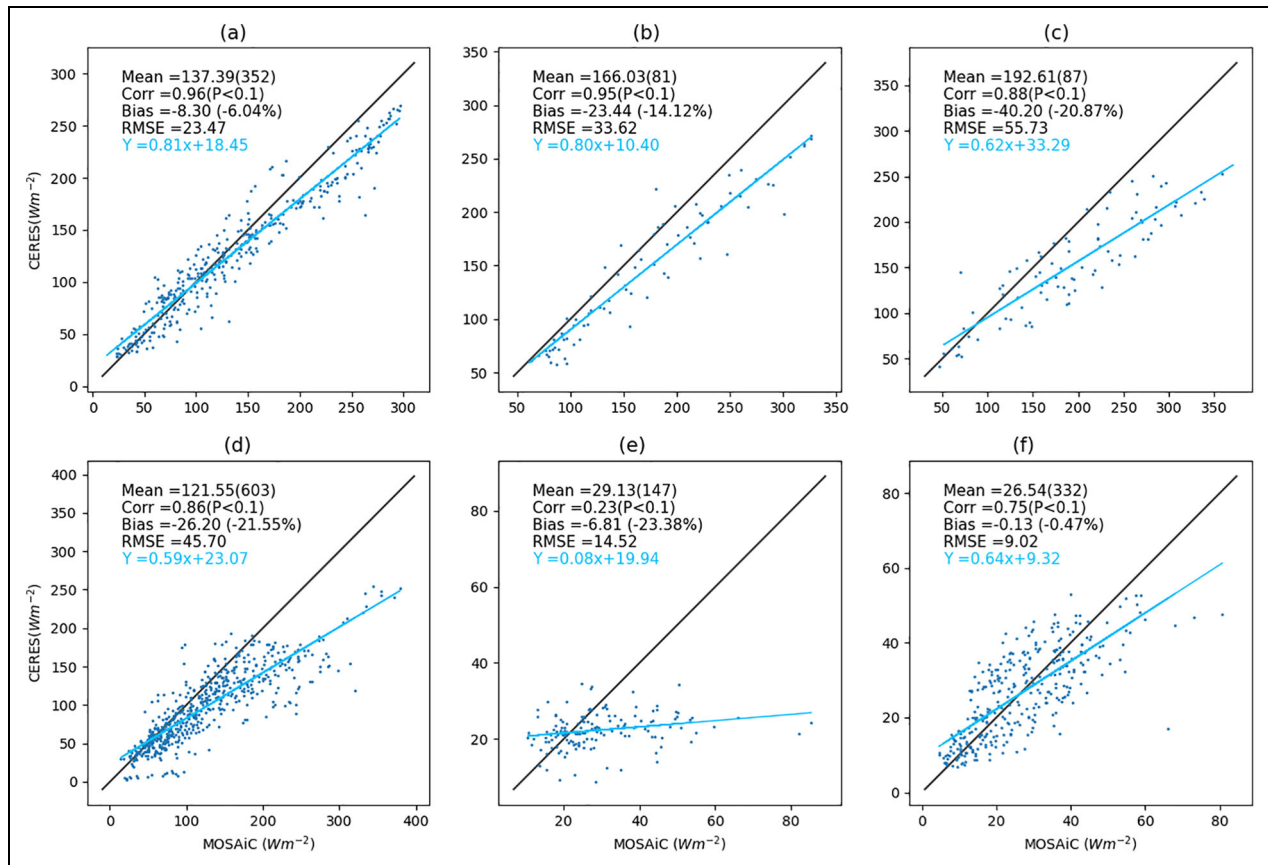 (a)
Mean =137.39(352)
Corr =0.96(P<0.1)
Bias =-8.30 (-6.04%)
RMSE =23.47
Y =0.81x+18.45
300
250
200
150
100
50
0
CERES(Wm⁻²)
0 50 100 150 200 250 300
(b)
Mean =166.03(81)
Corr =0.95(P<0.1)
Bias =-23.44 (-14.12%)
RMSE =33.62
Y =0.80x+10.40
350
300
250
200
150
100
50
50 100 150 200 250 300 350
(c)
Mean =192.61(87)
Corr =0.88(P<0.1)
Bias =-40.20 (-20.87%)
RMSE =55.73
Y =0.62x+33.29
350
300
250
200
150
100
50
50 100 150 200 250 300 350
(d)
Mean =121.55(603)
Corr =0.86(P<0.1)
Bias =-26.20 (-21.55%)
RMSE =45.70
Y =0.59x+23.07
400
350
300
250
200
150
100
50
0
CERES(Wm⁻²)
0 100 200 300 400
MOSAiC (Wm⁻²)
(e)
Mean =29.13(147)
Corr =0.23(P<0.1)
Bias =-6.81 (-23.38%)
RMSE =14.52
Y =0.08x+19.94
80
60
40
20
20 40 60 80
MOSAiC (Wm⁻²)
(f)
Mean =26.54(332)
Corr =0.75(P<0.1)
Bias =-0.13 (-0.47%)
RMSE =9.02
Y =0.64x+9.32
80
60
40
20
0
0 20 40 60 80
MOSAiC (Wm⁻²)